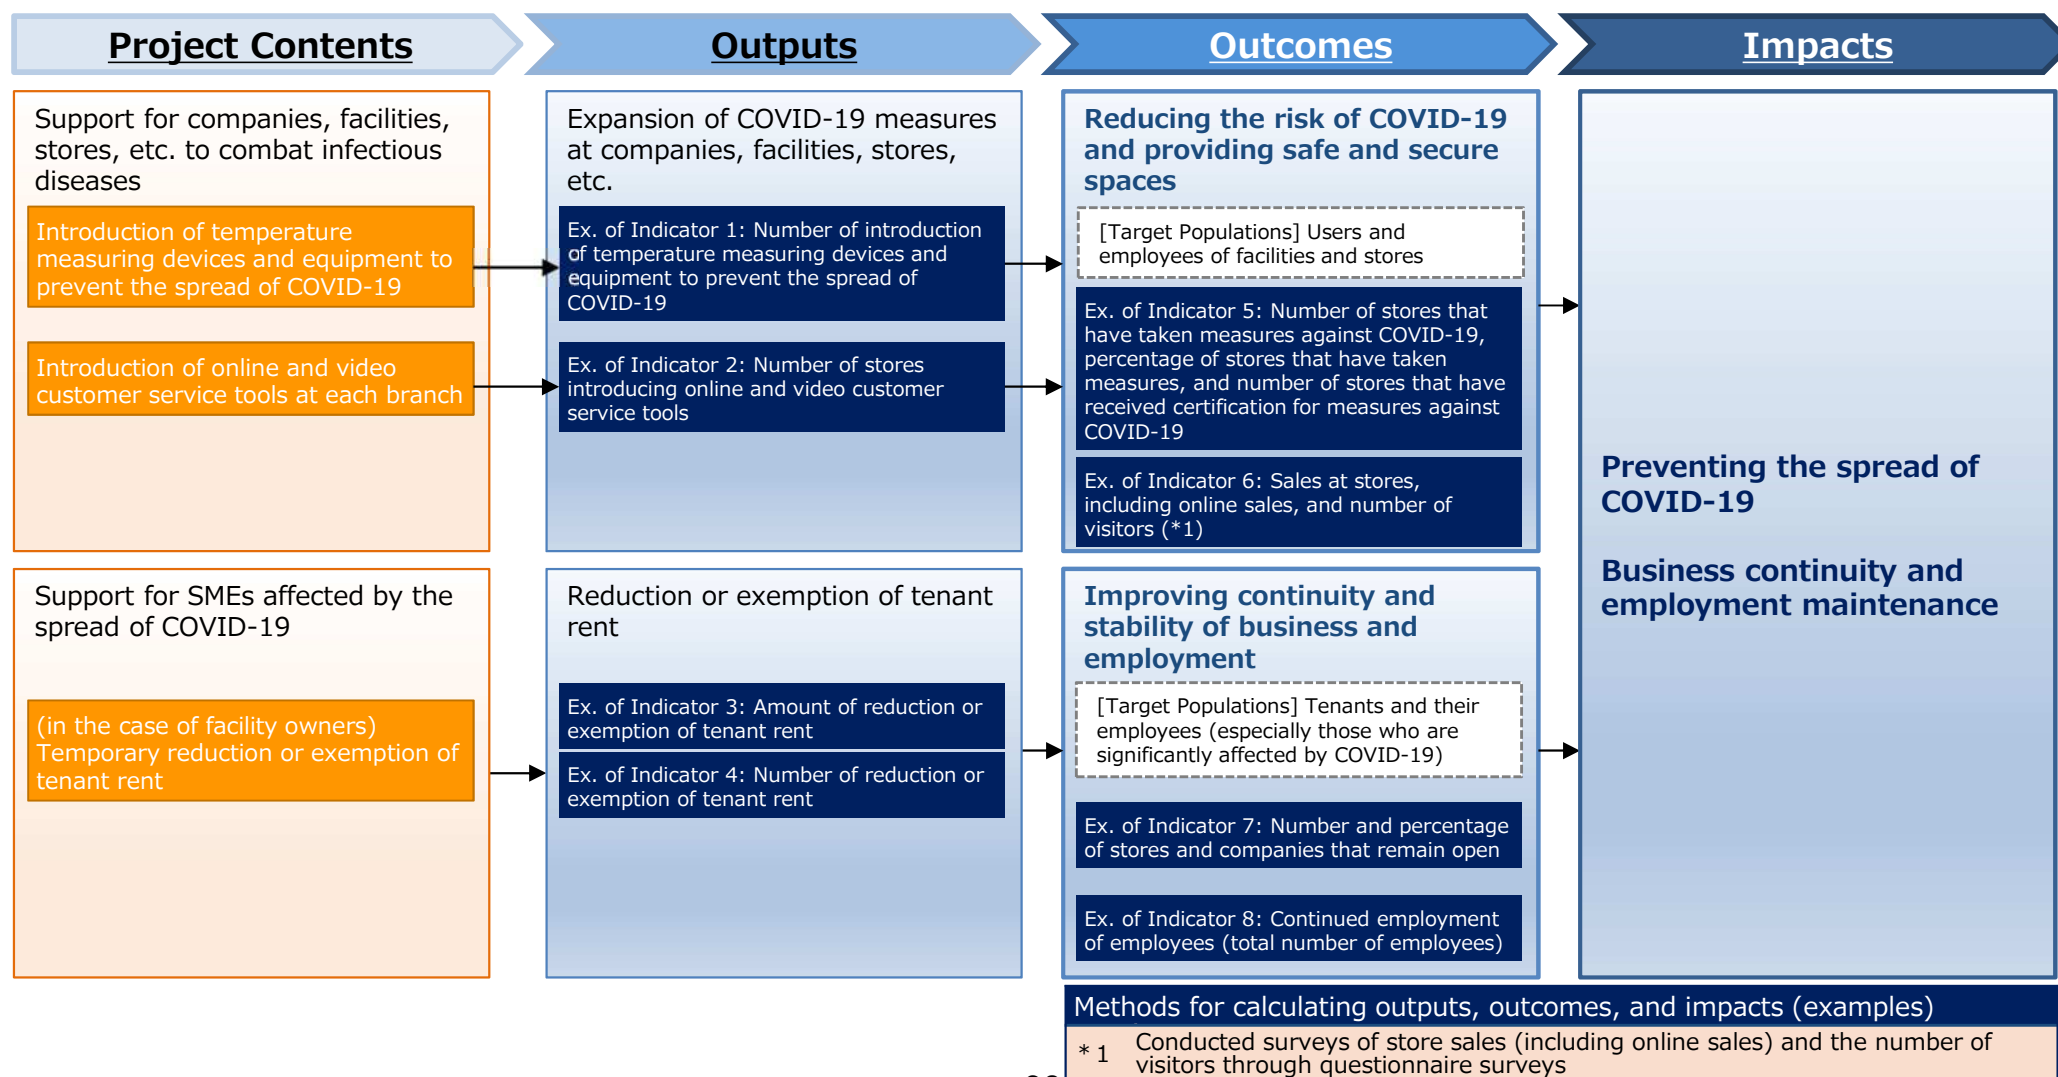 Project Contents
Outputs
Outcomes
Impacts
Support for companies, facilities,
stores, etc. to combat infectious
diseases
Introduction of temperature
measuring devices and equipment to
prevent the spread of COVID-19
Introduction of online and video
customer service tools at each branch
Expansion of COVID-19 measures
at companies, facilities, stores,
etc.
Ex. of Indicator 1: Number of introduction
of temperature measuring devices and
equipment to prevent the spread of
COVID-19
Ex. of Indicator 2: Number of stores
introducing online and video customer
service tools
Reducing the risk of COVID-19
and providing safe and secure
spaces
[Target Populations] Users and
employees of facilities and stores
Ex. of Indicator 5: Number of stores that
have taken measures against COVID-19,
percentage of stores that have taken
measures, and number of stores that have
received certification for measures against
COVID-19
Ex. of Indicator 6: Sales at stores,
including online sales, and number of
visitors (*1)
Support for SMEs affected by the
spread of COVID-19
(in the case of facility owners)
Temporary reduction or exemption of
tenant rent
Reduction or exemption of tenant
rent
Ex. of Indicator 3: Amount of reduction or
exemption of tenant rent
Ex. of Indicator 4: Number of reduction or
exemption of tenant rent
Improving continuity and
stability of business and
employment
[Target Populations] Tenants and their
employees (especially those who are
significantly affected by COVID-19)
Ex. of Indicator 7: Number and percentage
of stores and companies that remain open
Ex. of Indicator 8: Continued employment
of employees (total number of employees)
Preventing the spread of
COVID-19
Business continuity and
employment maintenance
Methods for calculating outputs, outcomes, and impacts (examples)
*1 Conducted surveys of store sales (including online sales) and the number of
visitors through questionnaire surveys